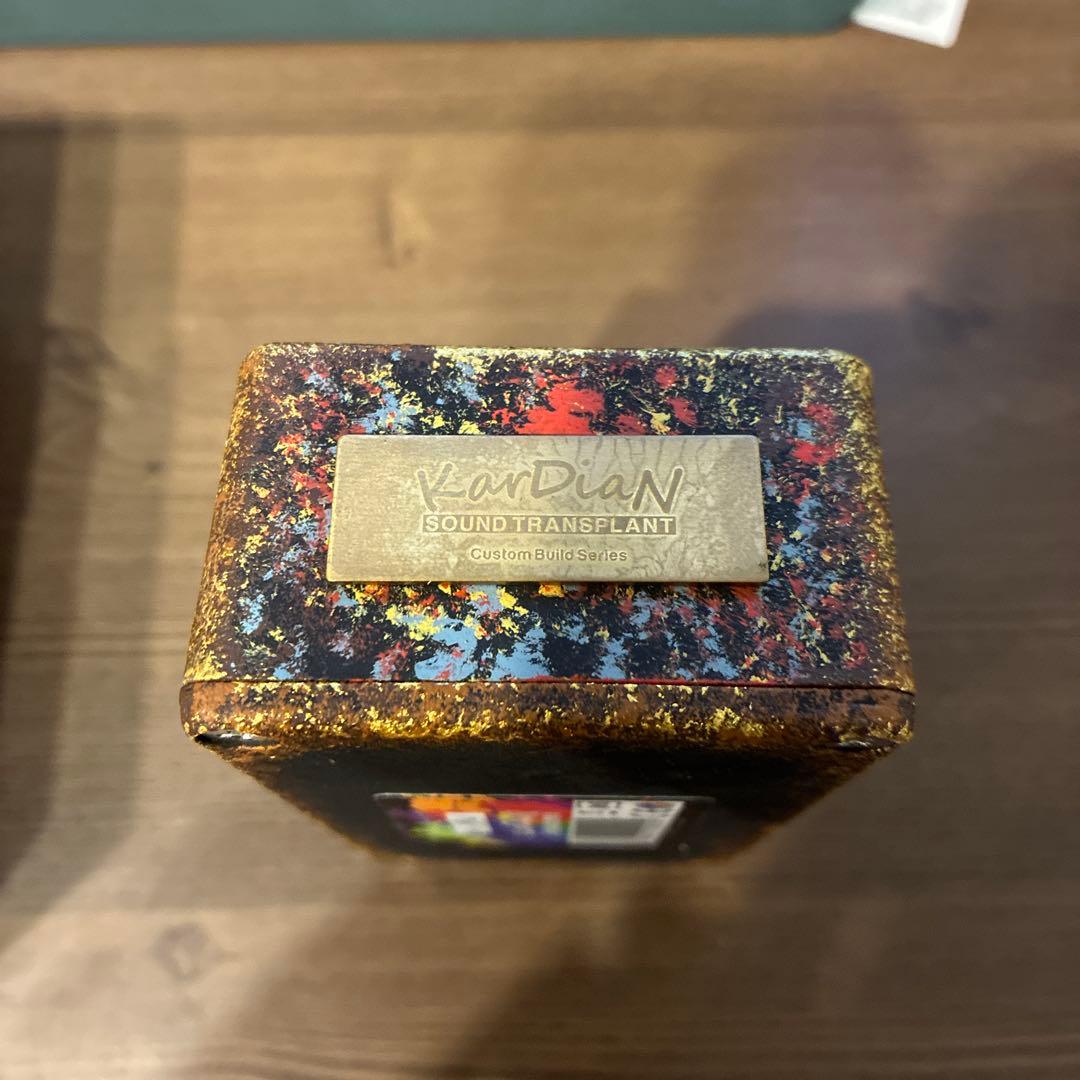 KarDiaN
SOUND TRANSPLANT
Custom Build Series